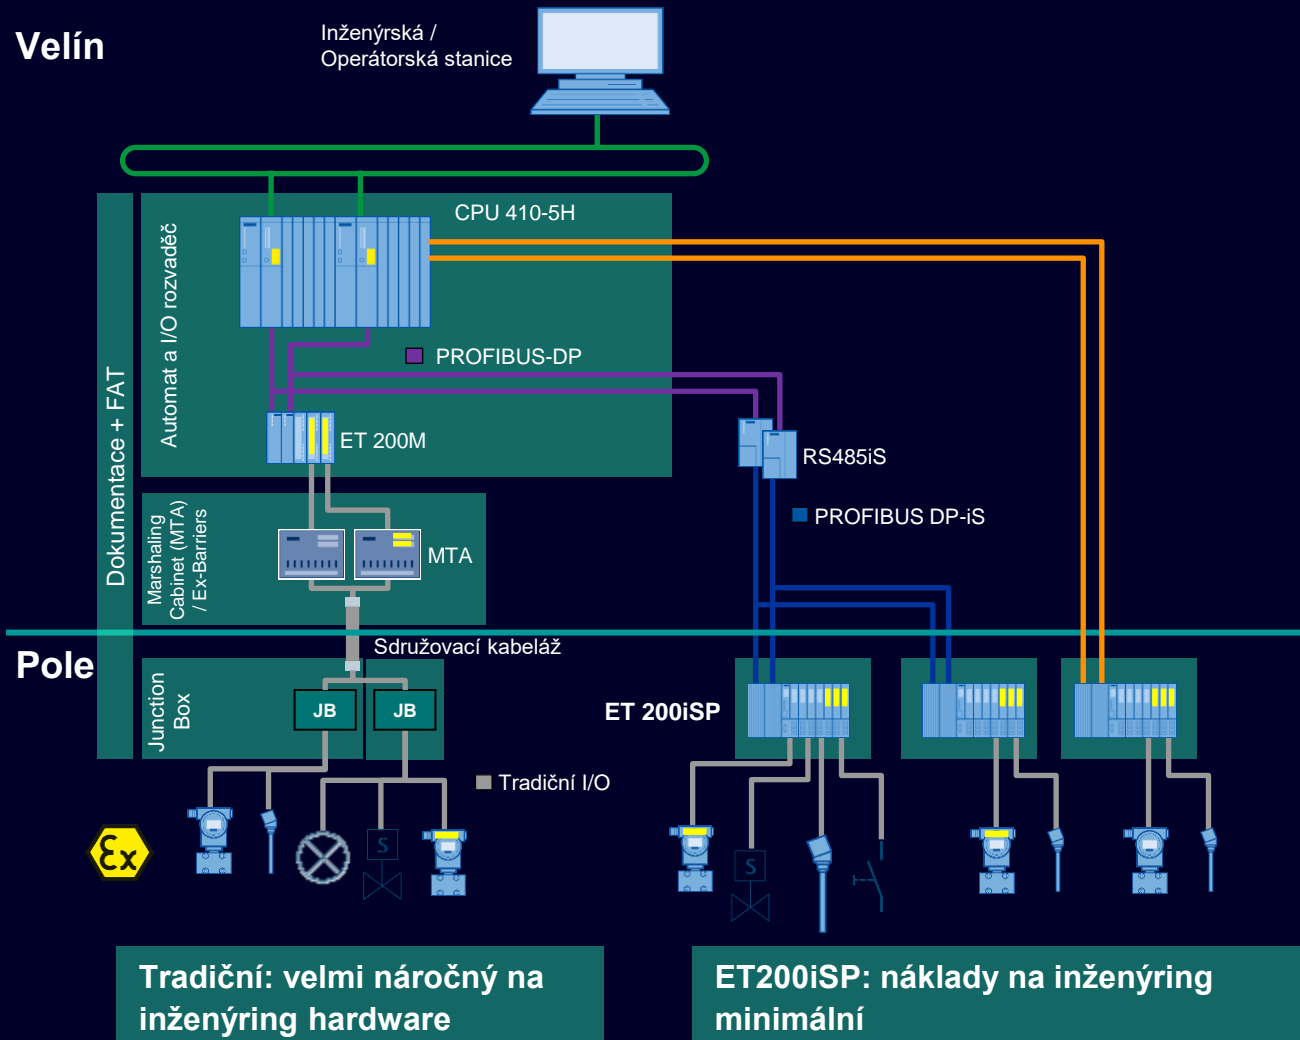 Velín
Inženýrská /
Operátorská stanice
CPU 410-5H
Automat a I/O rozvaděč
Dokumentace + FAT
PROFIBUS-DP
ET 200M
RS485iS
PROFIBUS DP-iS
Marshaling
Cabinet (MTA)
/ Ex-Barriers
MTA
Sdružovací kabeláž
Pole
Junction
Box
JB
JB
ET 200iSP
Tradiční I/O
Ex
S
S
Tradiční: velmi náročný na
inženýring hardware
ET200iSP: náklady na inženýring
minimální